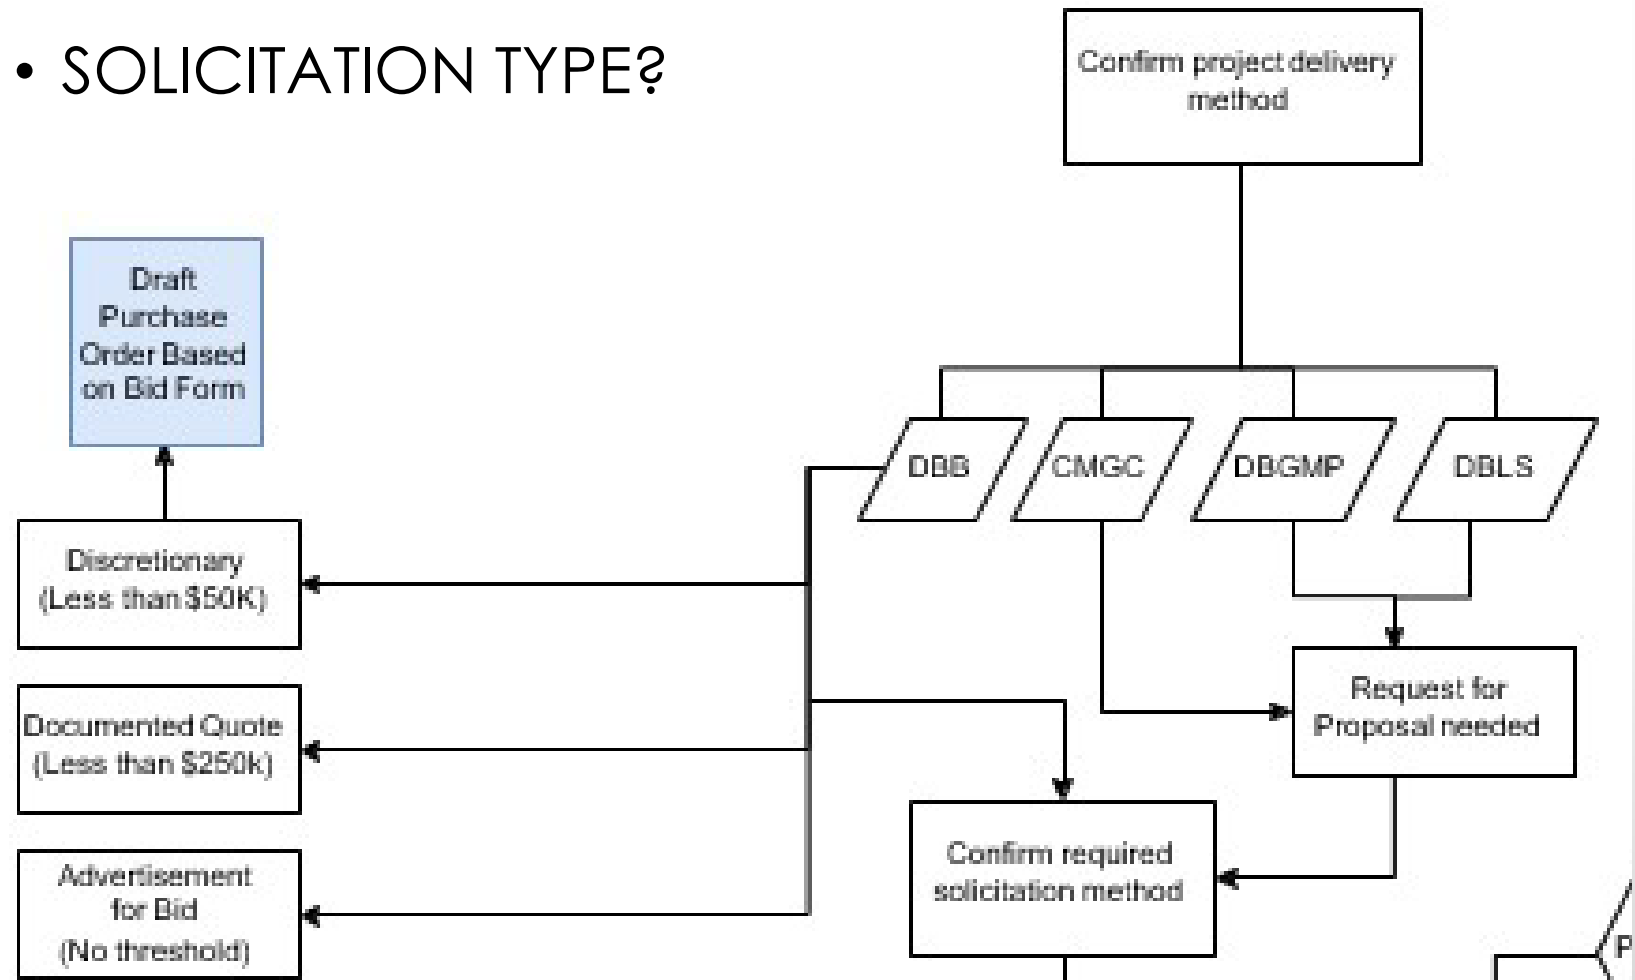 • SOLICITATION TYPE?
Confirm project delivery
method
Draft
Purchase
Order Based
on Bid Form
DBB
CMGC
DBGMP
DBLS
Discretionary
(Less than $50K)
Documented Quote
(Less than $250k)
Request for
Proposal needed
Confirm required
solicitation method
Advertisement
for Bid
(No threshold)
P